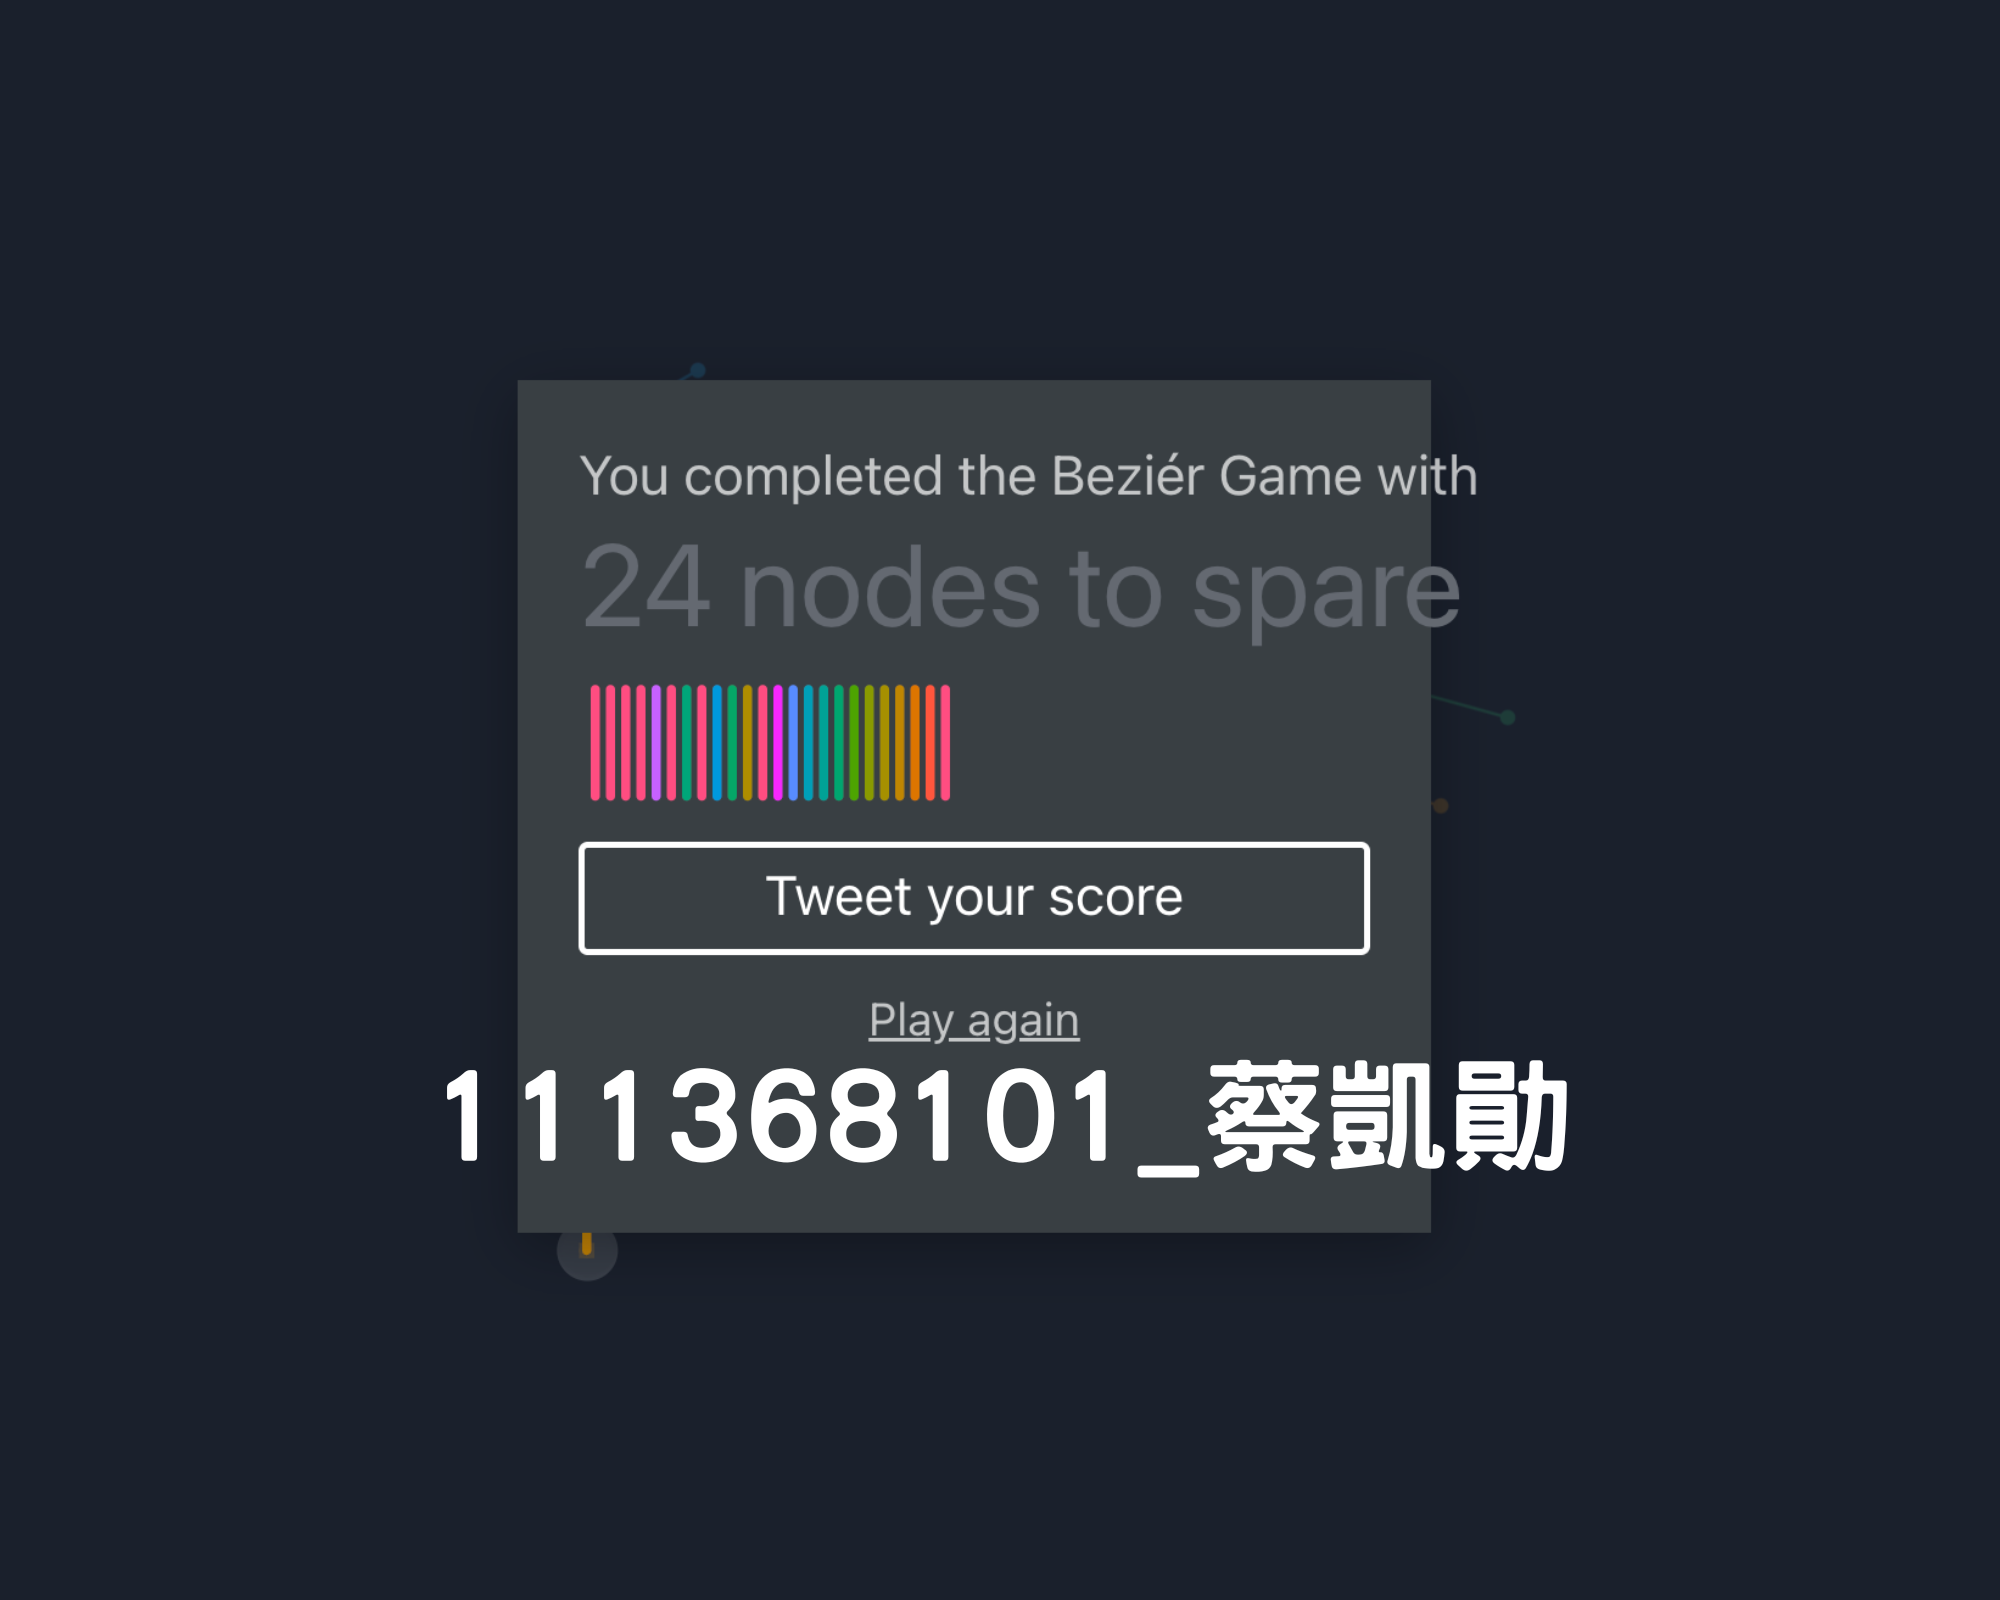 You completed the Beziér Game with
24 nodes to spare
Tweet your score
Play again
111368101_蔡凱勛